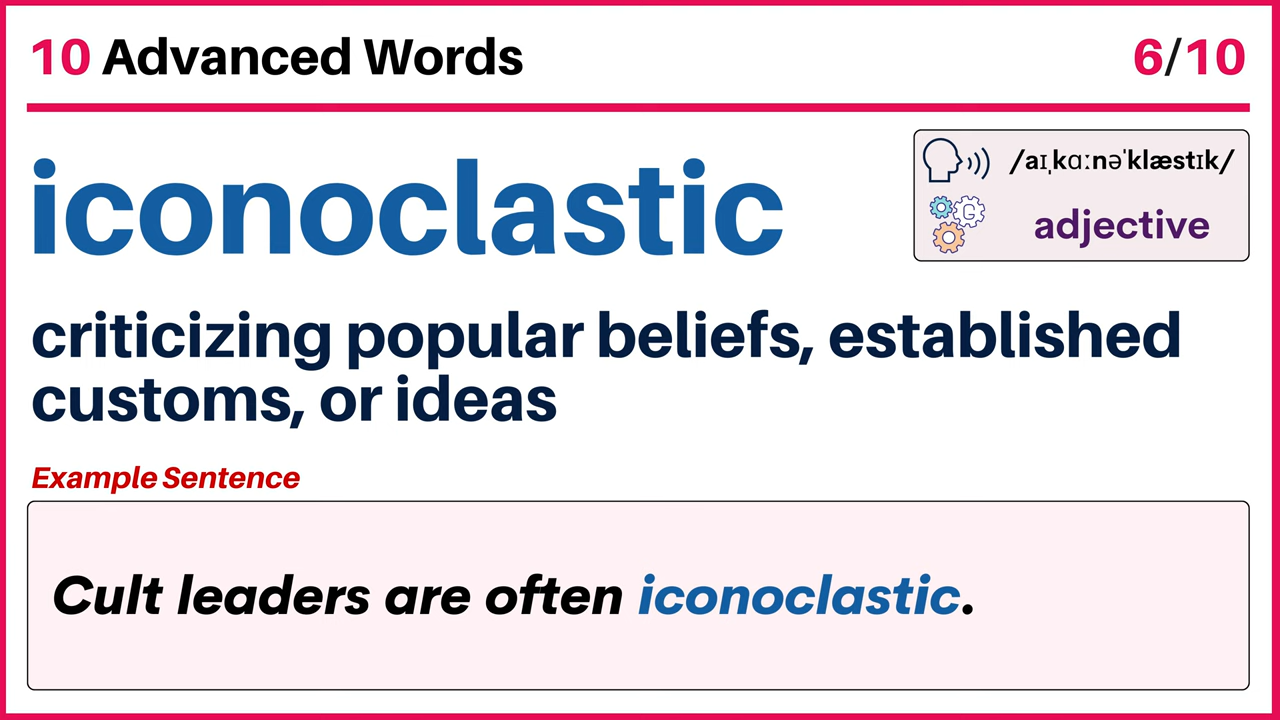 10 Advanced Words
6/10
iconoclastic
/aɪˌkɑːnəˈklæstɪk/
G
adjective
criticizing popular beliefs, established
customs, or ideas
Example Sentence
Cult leaders are often iconoclastic.